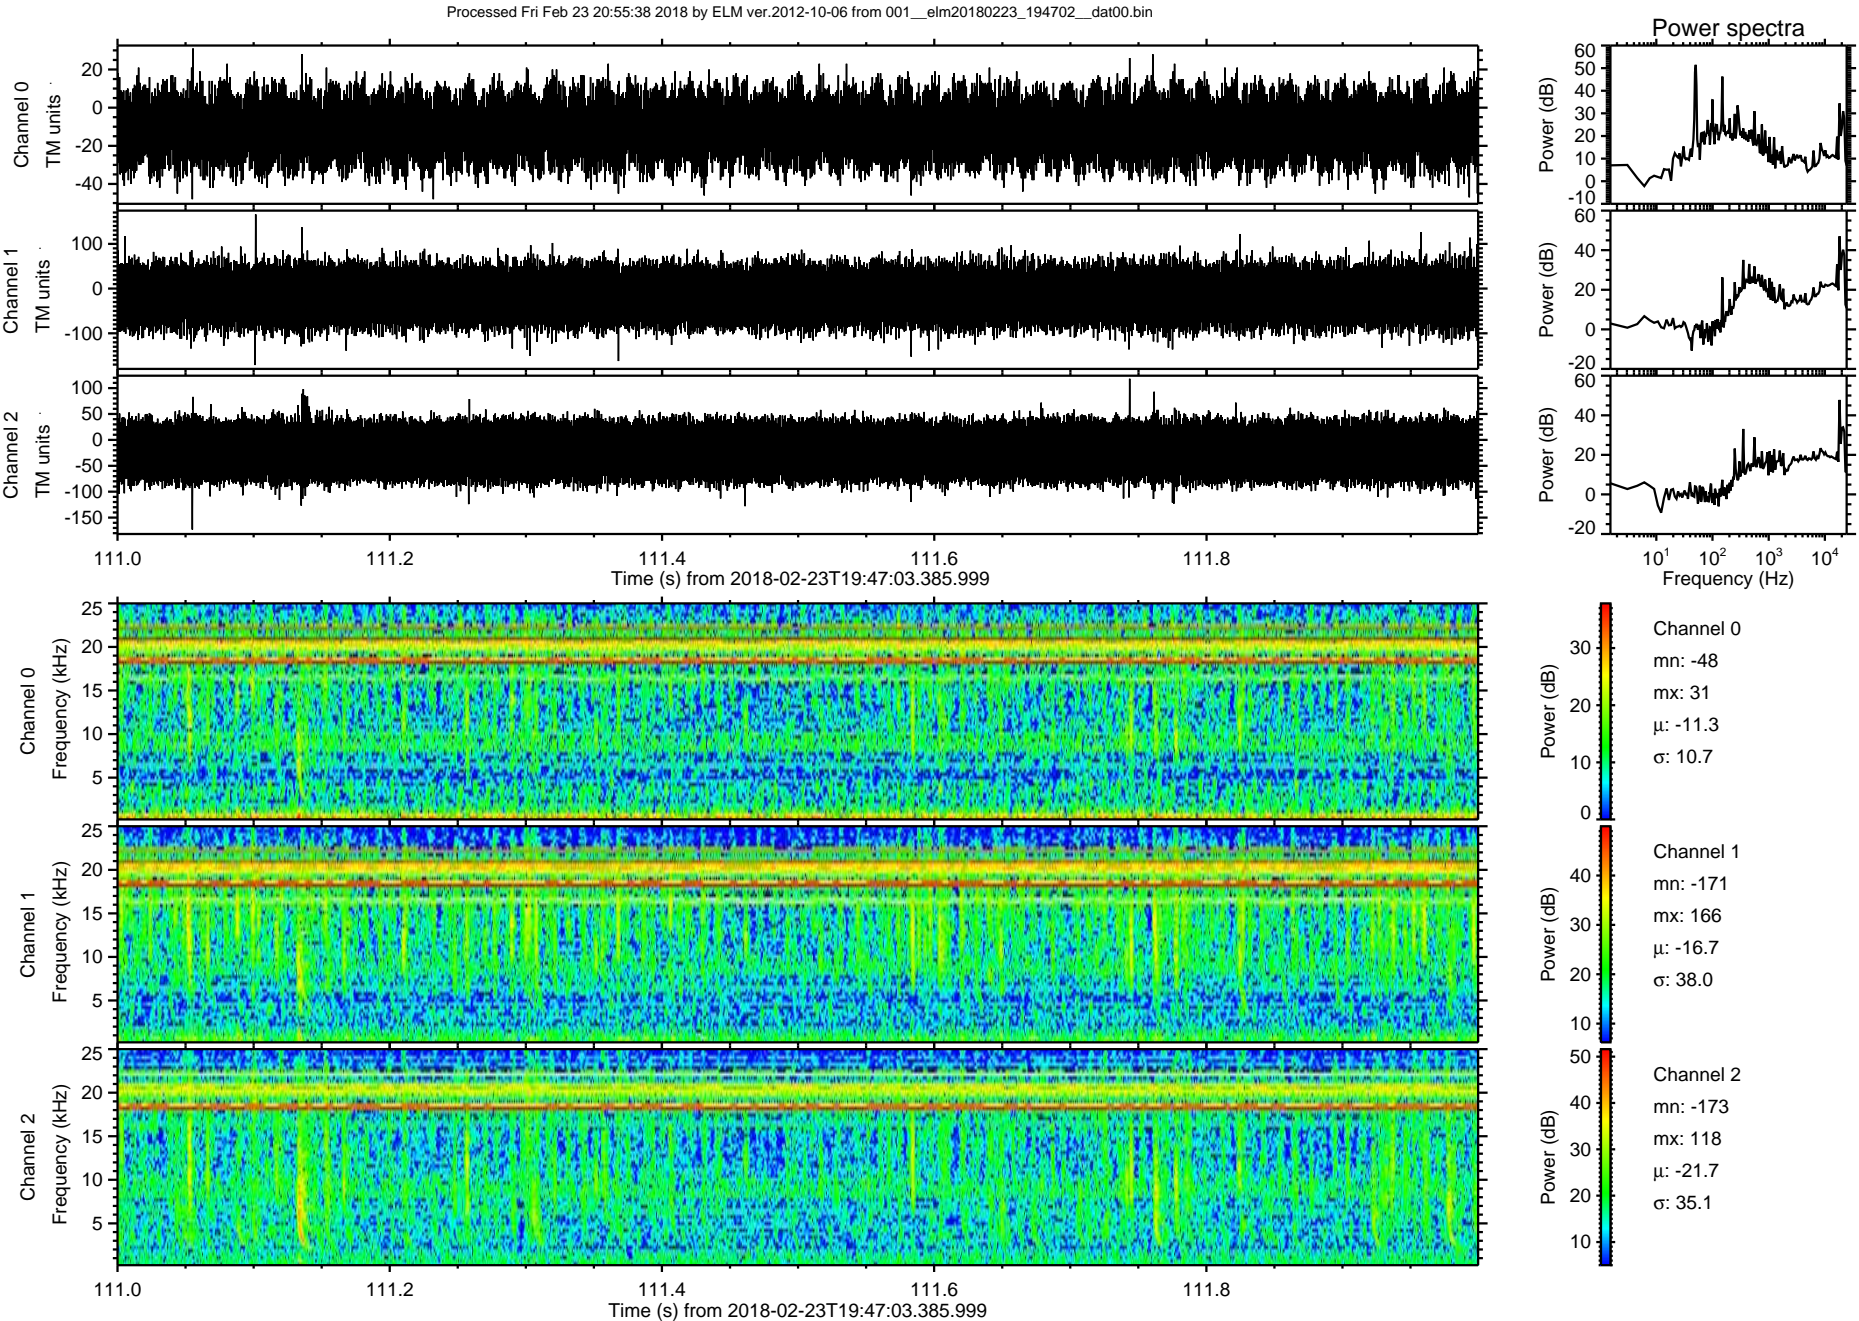 Processed Fri Feb 23 20:55:38 2018 by ELM ver.2012-10-06 from 001__elm20180223_194702__dat00.bin
Power spectra
Channel 0
TM units
20
0
-20
-40
Power (dB)
60
50
40
30
20
10
0
-10
Channel 1
TM units
100
0
-100
Power (dB)
60
40
20
0
-20
Channel 2
TM units
100
50
0
-50
-100
-150
Power (dB)
60
40
20
0
-20
111.0 111.2 111.4 111.6 111.8
Time (s) from 2018-02-23T19:47:03.385.999
10^1 10^2 10^3 10^4
Frequency (Hz)
Channel 0
Frequency (kHz)
25
20
15
10
5
Power (dB)
30
20
10
0
Channel 0
mn: -48
mx: 31
µ: -11.3
σ: 10.7
Channel 1
Frequency (kHz)
25
20
15
10
5
Power (dB)
40
30
20
10
Channel 1
mn: -171
mx: 166
µ: -16.7
σ: 38.0
Channel 2
Frequency (kHz)
25
20
15
10
5
Power (dB)
50
40
30
20
10
Channel 2
mn: -173
mx: 118
µ: -21.7
σ: 35.1
111.0 111.2 111.4 111.6 111.8
Time (s) from 2018-02-23T19:47:03.385.999